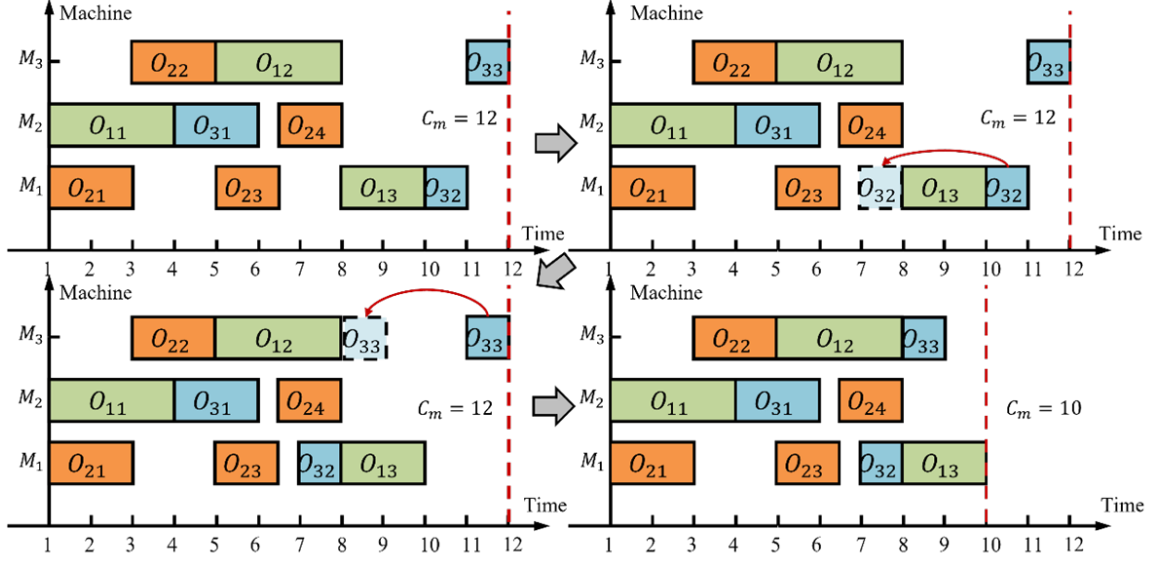 Machine
M₃ O₂₂ O₁₂ O₃₃
M₂ O₁₁ O₃₁ O₂₄ Cₘ = 12
M₁ O₂₁ O₂₃ O₁₃ O₃₂
Time
1 2 3 4 5 6 7 8 9 10 11 12
Machine
M₃ O₂₂ O₁₂ O₃₃
M₂ O₁₁ O₃₁ O₂₄ Cₘ = 12
M₁ O₂₁ O₂₃ O₃₂ O₁₃ O₃₂
Time
1 2 3 4 5 6 7 8 9 10 11 12
Machine
M₃ O₂₂ O₁₂ O₃₃ O₃₃
M₂ O₁₁ O₃₁ O₂₄ Cₘ = 12
M₁ O₂₁ O₂₃ O₃₂ O₁₃
Time
1 2 3 4 5 6 7 8 9 10 11 12
Machine
M₃ O₂₂ O₁₂ O₃₃
M₂ O₁₁ O₃₁ O₂₄ Cₘ = 10
M₁ O₂₁ O₂₃ O₃₂ O₁₃
Time
1 2 3 4 5 6 7 8 9 10 11 12